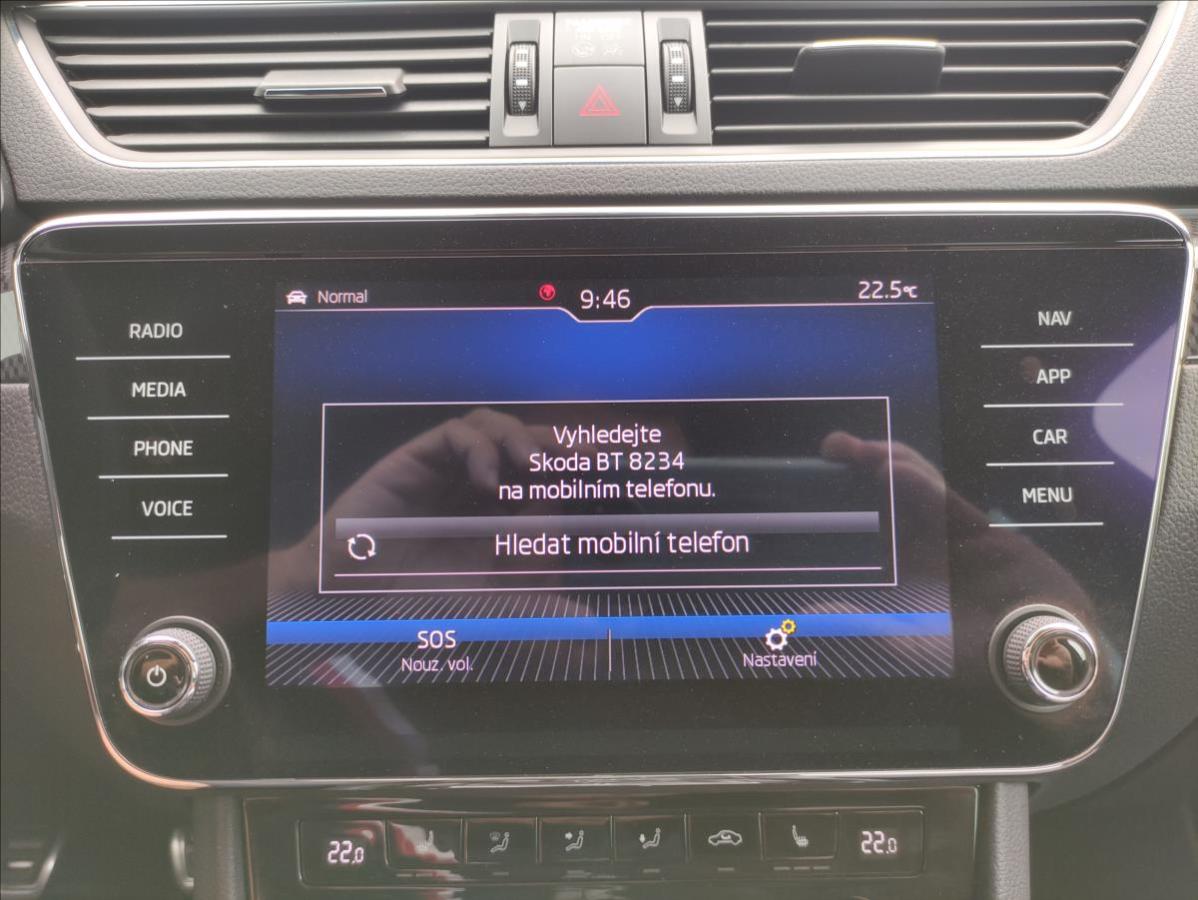 Normal
9:46
22.5°C
RADIO
MEDIA
PHONE
VOICE
NAV
APP
CAR
MENU
Vyhledejte
Skoda BT 8234
na mobilním telefonu.
Hledat mobilní telefon
SOS
Nouz. vol.
Nastavení
22,0
22,0